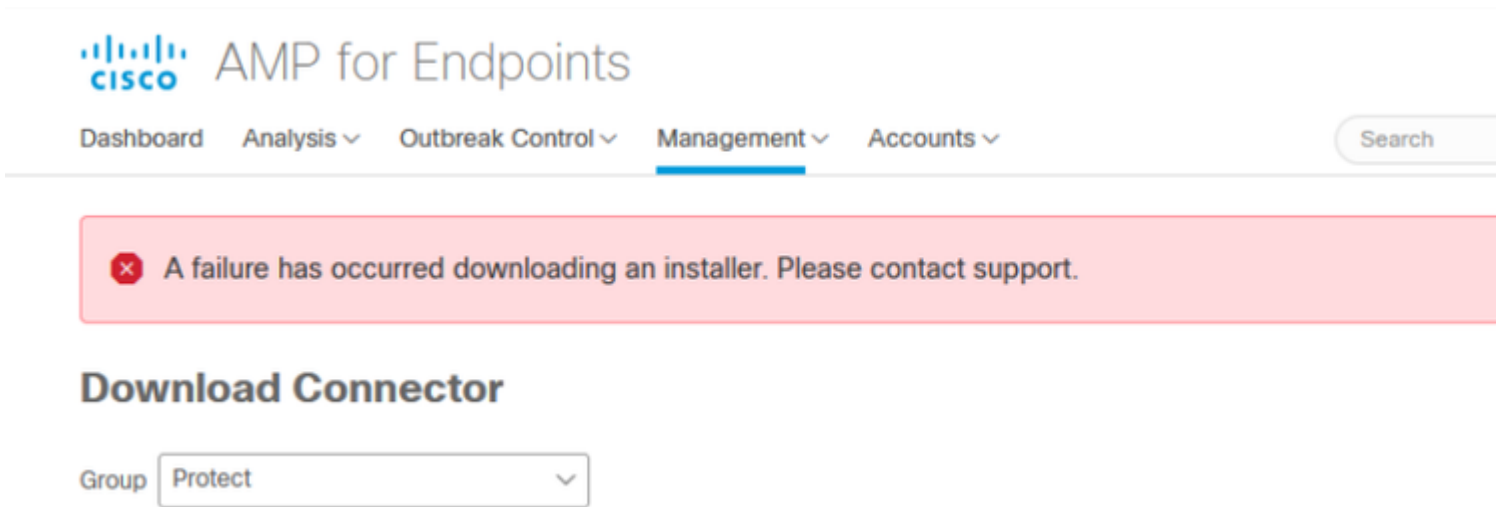 CISCO AMP for Endpoints
Dashboard Analysis Outbreak Control Management Accounts Search
A failure has occurred downloading an installer. Please contact support.
Download Connector
Group Protect